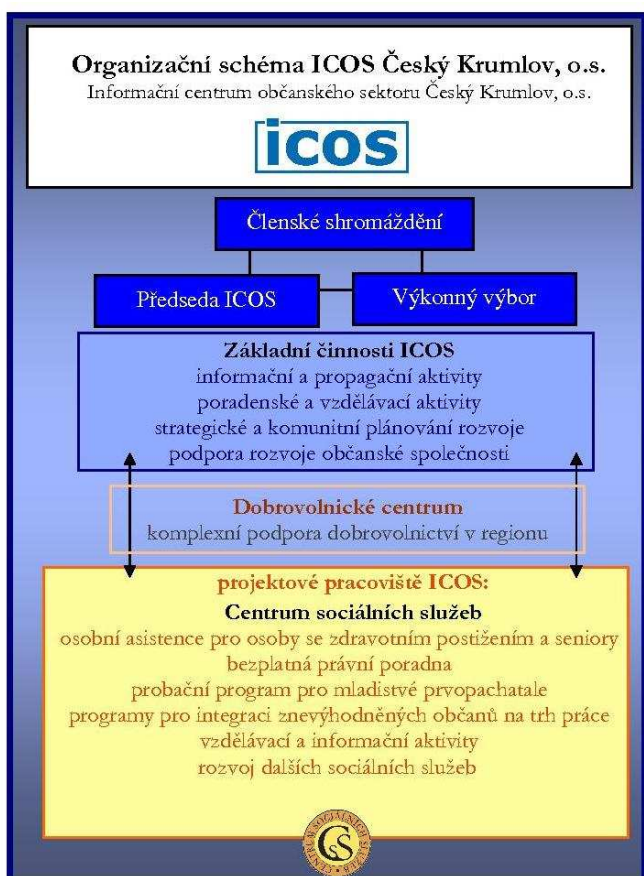 Organizační schéma ICOS Český Krumlov, o.s.
Informační centrum občanského sektoru Český Krumlov, o.s.
icos
Členské shromáždění
Předseda ICOS
Výkonný výbor
Základní činnosti ICOS
informační a propagační aktivity
poradenské a vzdělávací aktivity
strategické a komunitní plánování rozvoje
podpora rozvoje občanské společnosti
Dobrovolnické centrum
komplexní podpora dobrovolnictví v regionu
projektové pracoviště ICOS:
Centrum sociálních služeb
osobní asistence pro osoby se zdravotním postižením a seniory
bezplatná právní poradna
probační program pro mladistvé prvopachatale
programy pro integraci znevýhodněných občanů na trh práce
vzdělávací a informační aktivity
rozvoj dalších sociálních služeb
CENTRUM SOCIÁLNÍCH SLUŽEB
CSS